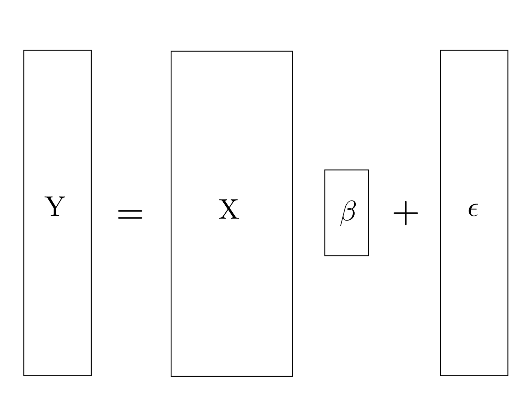 Y = X β + ϵ